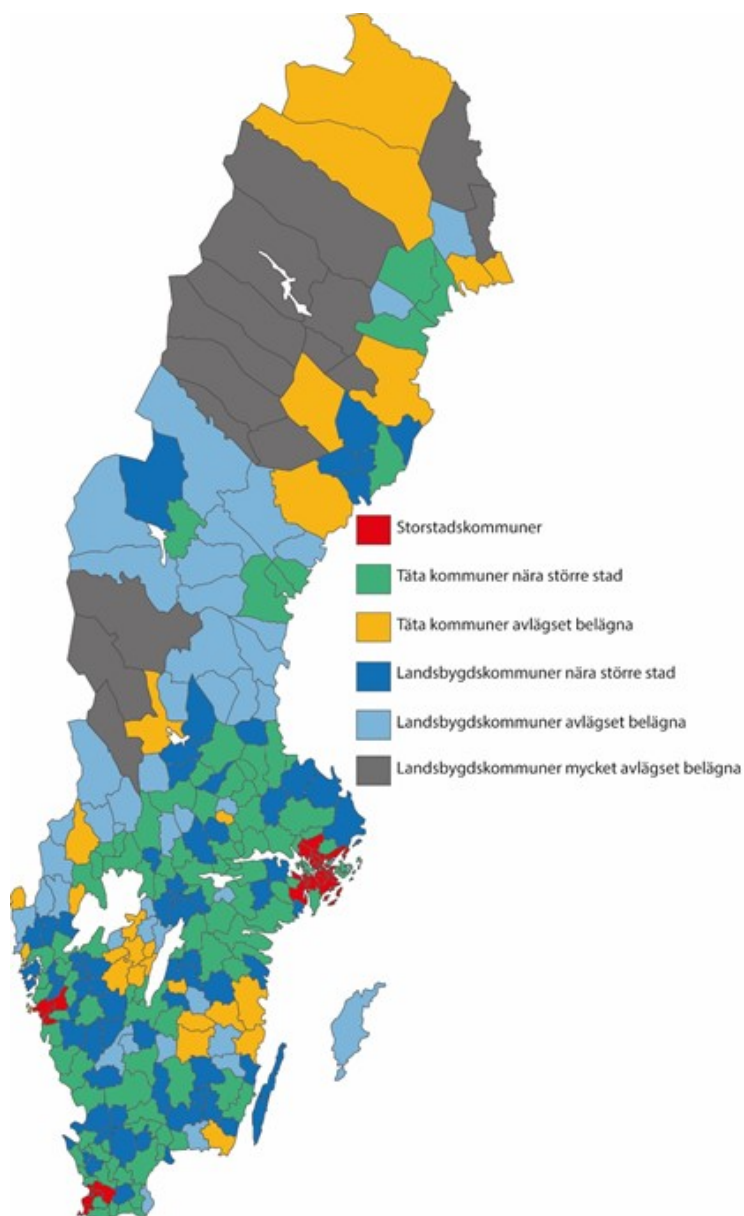 Storstadskommuner
Täta kommuner nära större stad
Täta kommuner avlägset belägna
Landsbygdskommuner nära större stad
Landsbygdskommuner avlägset belägna
Landsbygdskommuner mycket avlägset belägna